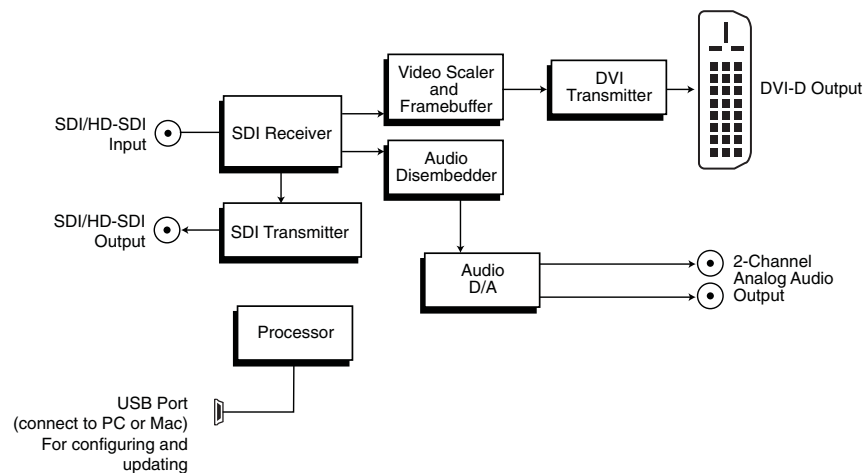 Video Scaler
and
Framebuffer
DVI
Transmitter
DVI-D Output
SDI/HD-SDI
Input
SDI Receiver
Audio
Disembedder
SDI/HD-SDI
Output
SDI Transmitter
Audio
D/A
2-Channel
Analog Audio
Output
Processor
USB Port
(connect to PC or Mac)
For configuring and
updating